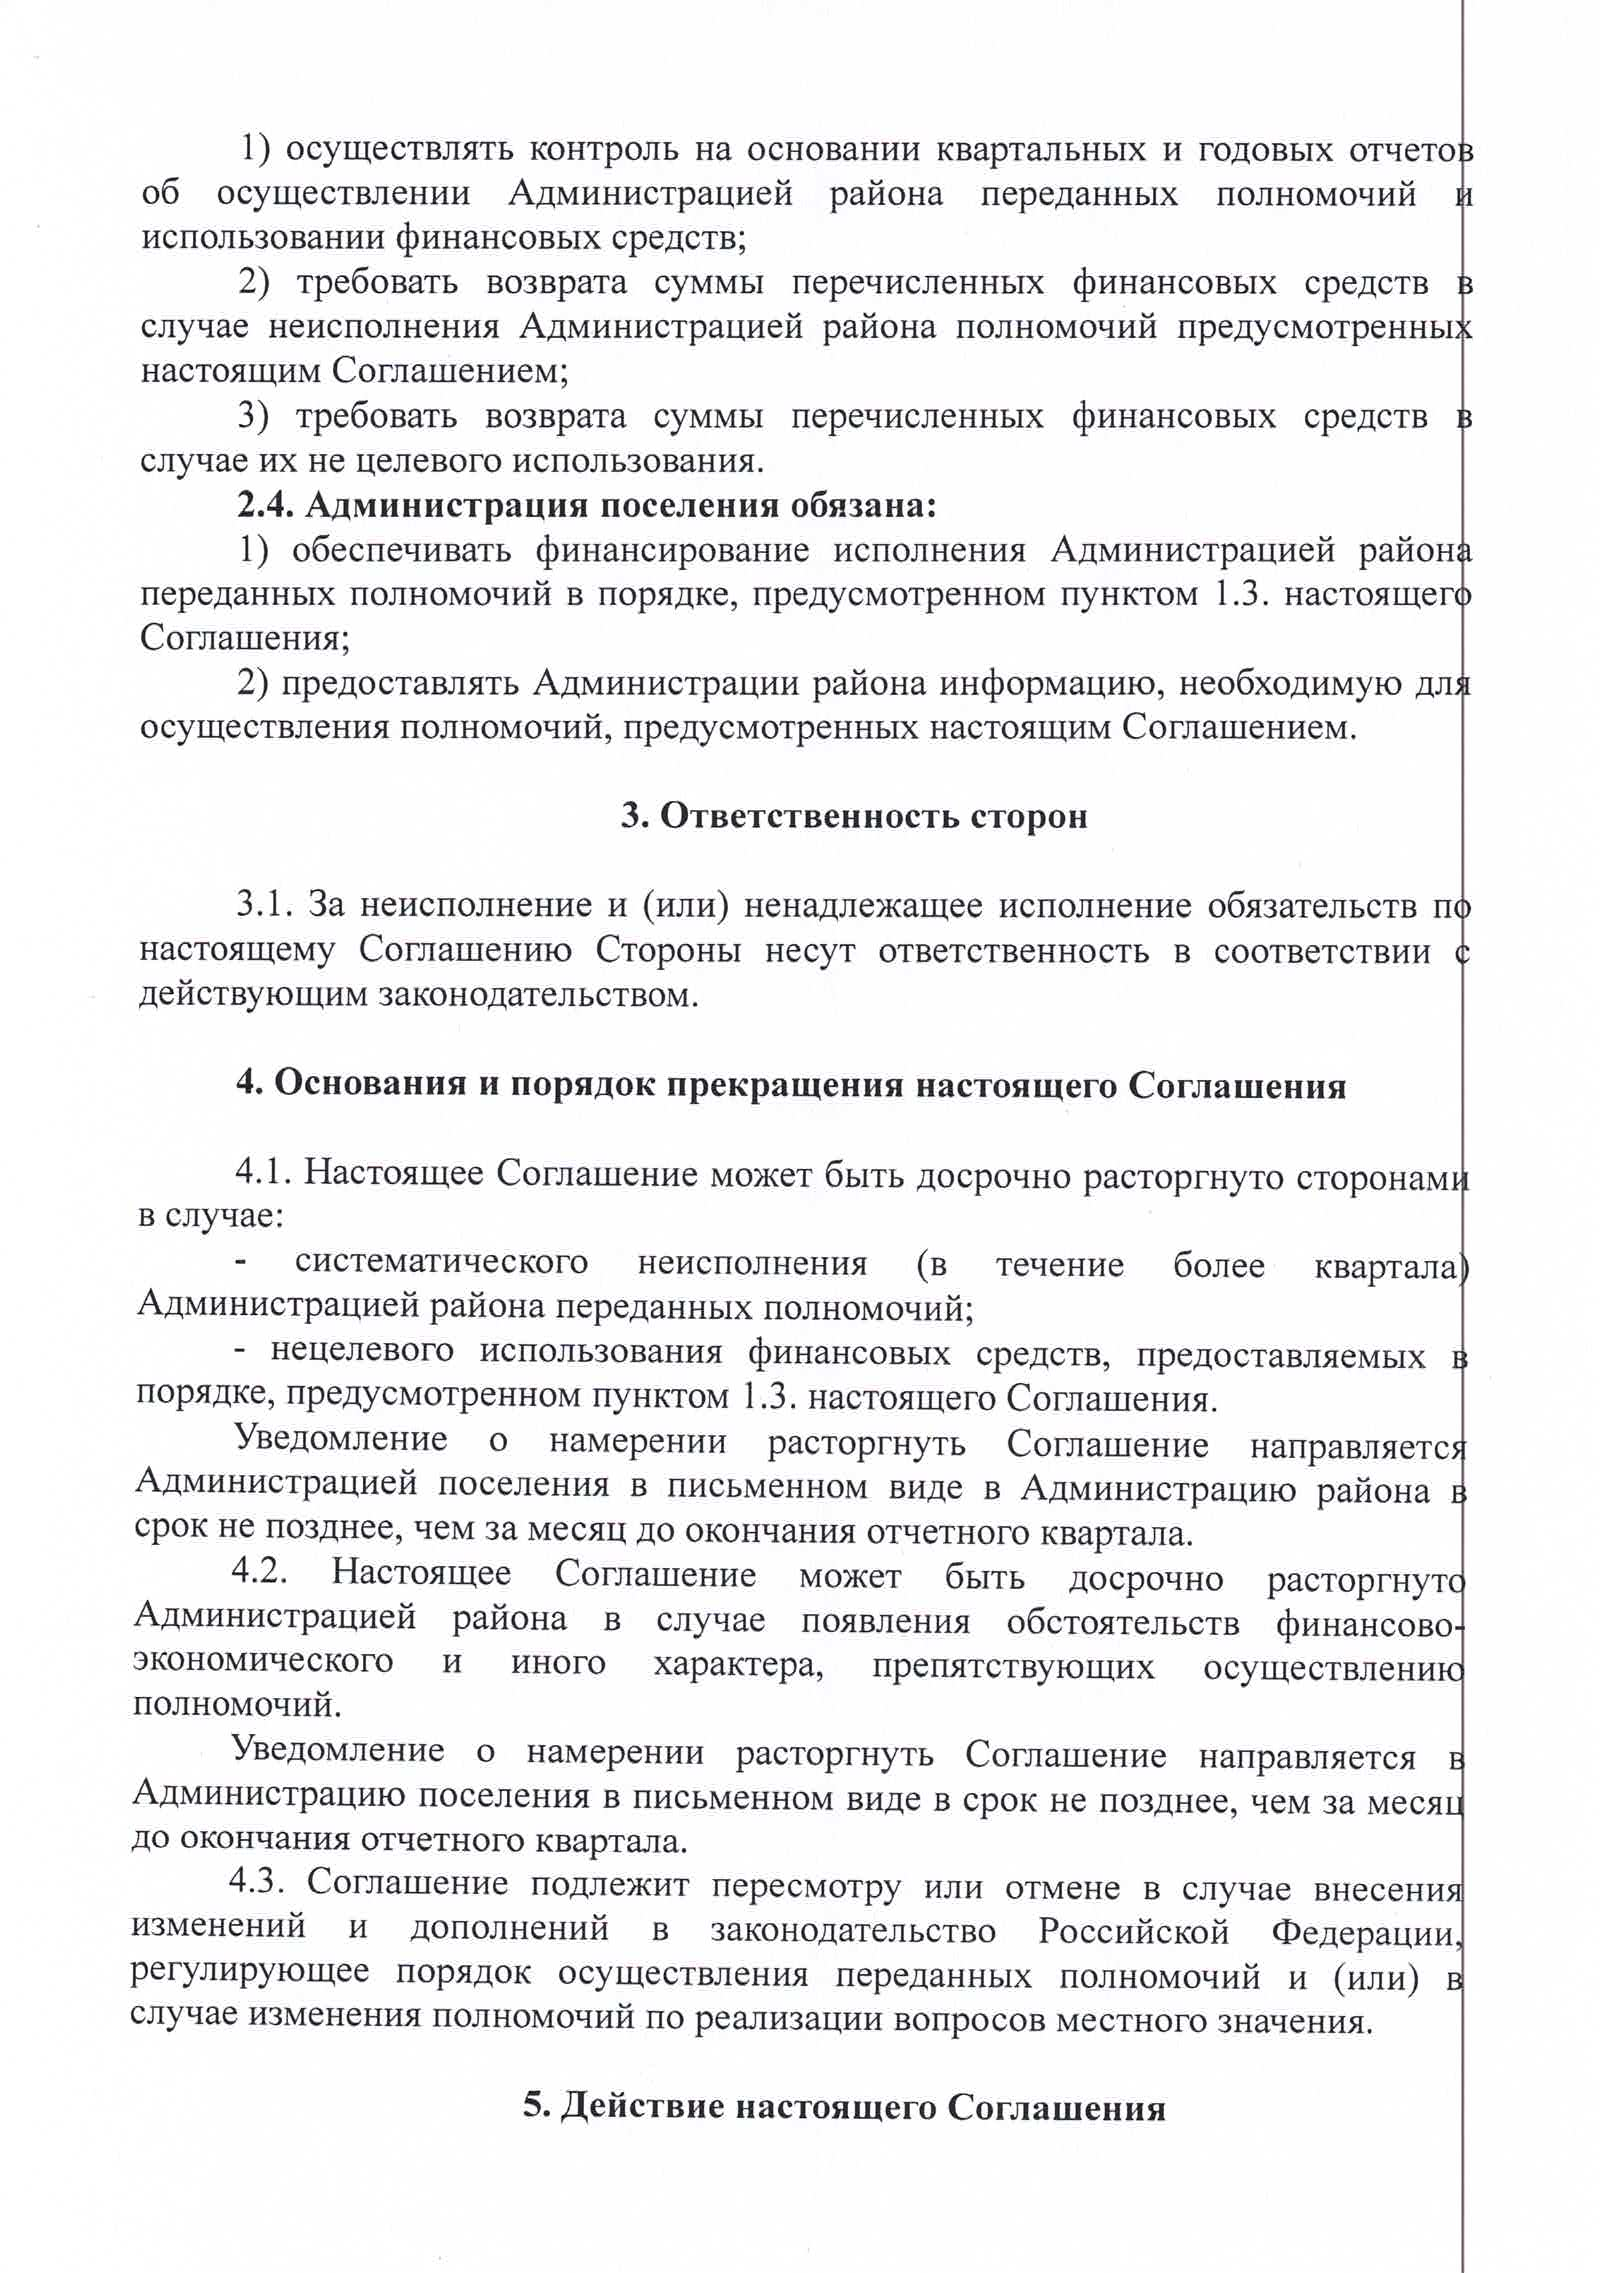 1) осуществлять контроль на основании квартальных и годовых отчетов
об осуществлении Администрацией района переданных полномочий и
использовании финансовых средств;
2) требовать возврата суммы перечисленных финансовых средств в
случае неисполнения Администрацией района полномочий предусмотренных
настоящим Соглашением;
3) требовать возврата суммы перечисленных финансовых средств в
случае их не целевого использования.
2.4. Администрация поселения обязана:
1) обеспечивать финансирование исполнения Администрацией района
переданных полномочий в порядке, предусмотренном пунктом 1.3. настоящего
Соглашения;
2) предоставлять Администрации района информацию, необходимую для
осуществления полномочий, предусмотренных настоящим Соглашением.
3. Ответственность сторон
3.1. За неисполнение и (или) ненадлежащее исполнение обязательств по
настоящему Соглашению Стороны несут ответственность в соответствии с
действующим законодательством.
4. Основания и порядок прекращения настоящего Соглашения
4.1. Настоящее Соглашение может быть досрочно расторгнуто сторонами
в случае:
- систематического неисполнения (в течение более квартала)
Администрацией района переданных полномочий;
- нецелевого использования финансовых средств, предоставляемых в
порядке, предусмотренном пунктом 1.3. настоящего Соглашения.
Уведомление о намерении расторгнуть Соглашение направляется
Администрацией поселения в письменном виде в Администрацию района в
срок не позднее, чем за месяц до окончания отчетного квартала.
4.2. Настоящее Соглашение может быть досрочно расторгнуто
Администрацией района в случае появления обстоятельств финансово-
экономического и иного характера, препятствующих осуществлению
полномочий.
Уведомление о намерении расторгнуть Соглашение направляется в
Администрацию поселения в письменном виде в срок не позднее, чем за месяц
до окончания отчетного квартала.
4.3. Соглашение подлежит пересмотру или отмене в случае внесения
изменений и дополнений в законодательство Российской Федерации,
регулирующее порядок осуществления переданных полномочий и (или) в
случае изменения полномочий по реализации вопросов местного значения.
5. Действие настоящего Соглашения